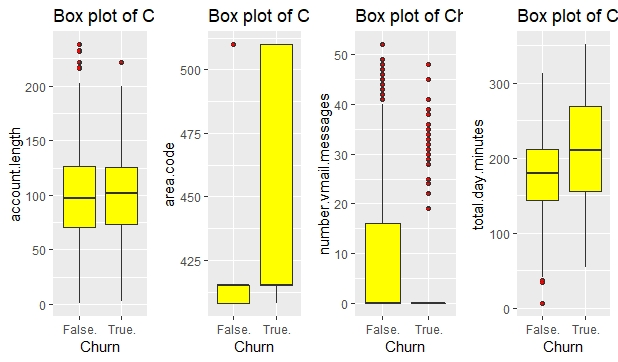 Box plot of C
account.length
200
150
100
50
0
False. True.
Churn
Box plot of C
area.code
500
475
450
425
False. True.
Churn
Box plot of Ch
number.vmail.messages
50
40
30
20
10
0
False. True.
Churn
Box plot of C
total.day.minutes
300
200
100
0
False. True.
Churn